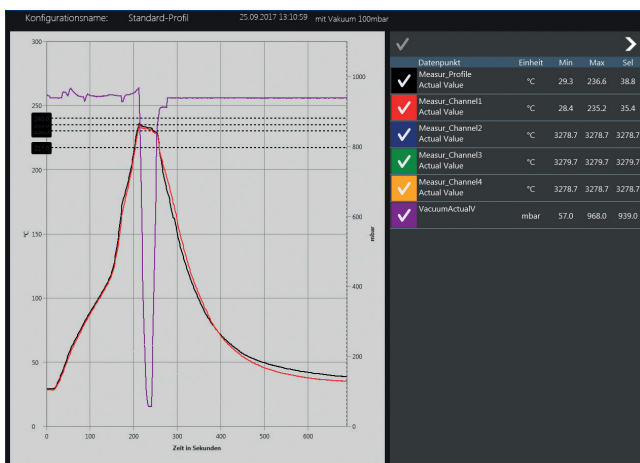 Konfigurationsname: Standard-Profil 25.09.2017 13:10:59 mit Vakuum 100mbar
Datenpunkt Einheit Min Max Sel
Measur_Profile
Actual Value °C 29.3 236.6 38.8
Measur_Channel1
Actual Value °C 28.4 235.2 35.4
Measur_Channel2
Actual Value °C 3278.7 3278.7 3278.7
Measur_Channel3
Actual Value °C 3279.7 3279.7 3279.7
Measur_Channel4
Actual Value °C 3278.7 3278.7 3278.7
VacuumActualV
mbar 57.0 968.0 939.0
300
250
200
150
100
50
0
°C
1000
800
600
400
200
0
mbar
0 100 200 300 400 500 600
Zeit in Sekunden